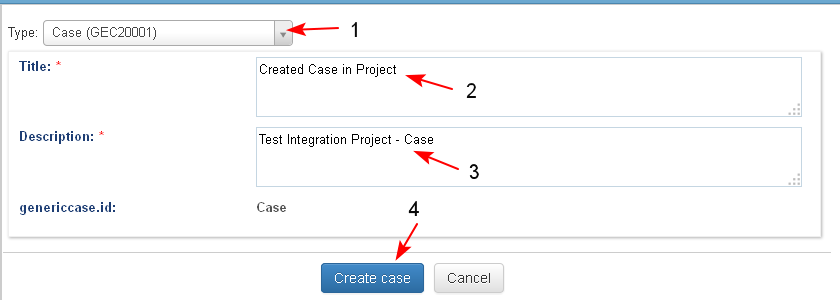 Type: Case (GEC20001) 1
Title: * Created Case in Project 2
Description: * Test Integration Project - Case 3
genericcase.id: Case 4
Create case Cancel